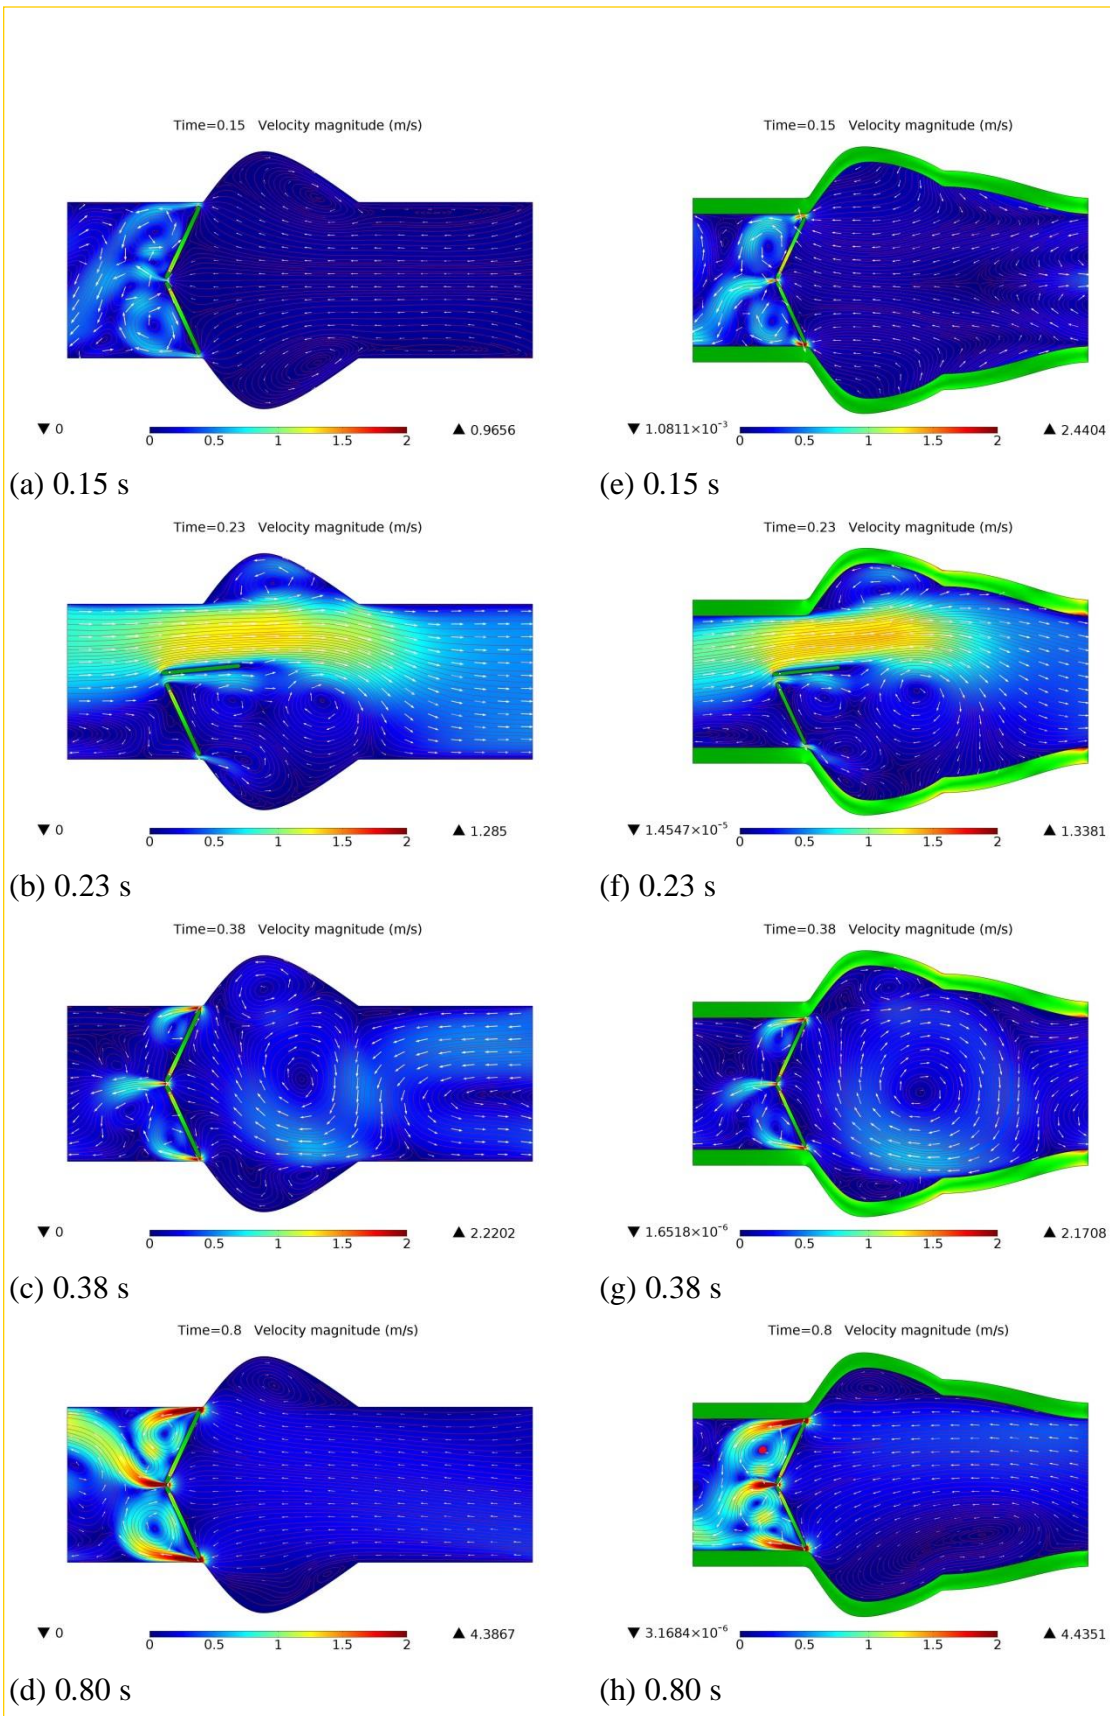 Time=0.15   Velocity magnitude (m/s)
▼ 0   0   0.5   1   1.5   2   ▲ 0.9656
(a) 0.15 s
Time=0.15   Velocity magnitude (m/s)
▼ 1.0811×10⁻³   0   0.5   1   1.5   2   ▲ 2.4404
(e) 0.15 s
Time=0.23   Velocity magnitude (m/s)
▼ 0   0   0.5   1   1.5   2   ▲ 1.285
(b) 0.23 s
Time=0.23   Velocity magnitude (m/s)
▼ 1.4547×10⁻⁵   0   0.5   1   1.5   2   ▲ 1.3381
(f) 0.23 s
Time=0.38   Velocity magnitude (m/s)
▼ 0   0   0.5   1   1.5   2   ▲ 2.2202
(c) 0.38 s
Time=0.38   Velocity magnitude (m/s)
▼ 1.6518×10⁻⁶   0   0.5   1   1.5   2   ▲ 2.1708
(g) 0.38 s
Time=0.8   Velocity magnitude (m/s)
▼ 0   0   0.5   1   1.5   2   ▲ 4.3867
(d) 0.80 s
Time=0.8   Velocity magnitude (m/s)
▼ 3.1684×10⁻⁶   0   0.5   1   1.5   2   ▲ 4.4351
(h) 0.80 s